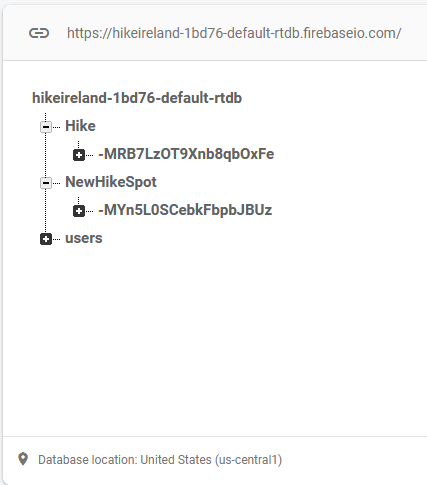 https://hikeireland-1bd76-default-rtdb.firebaseio.com/
hikeireland-1bd76-default-rtdb
Hike
-MRB7LzOT9Xnb8qbOxFe
NewHikeSpot
-MYn5L0SCebkFbpbJBUz
users
Database location: United States (us-central1)